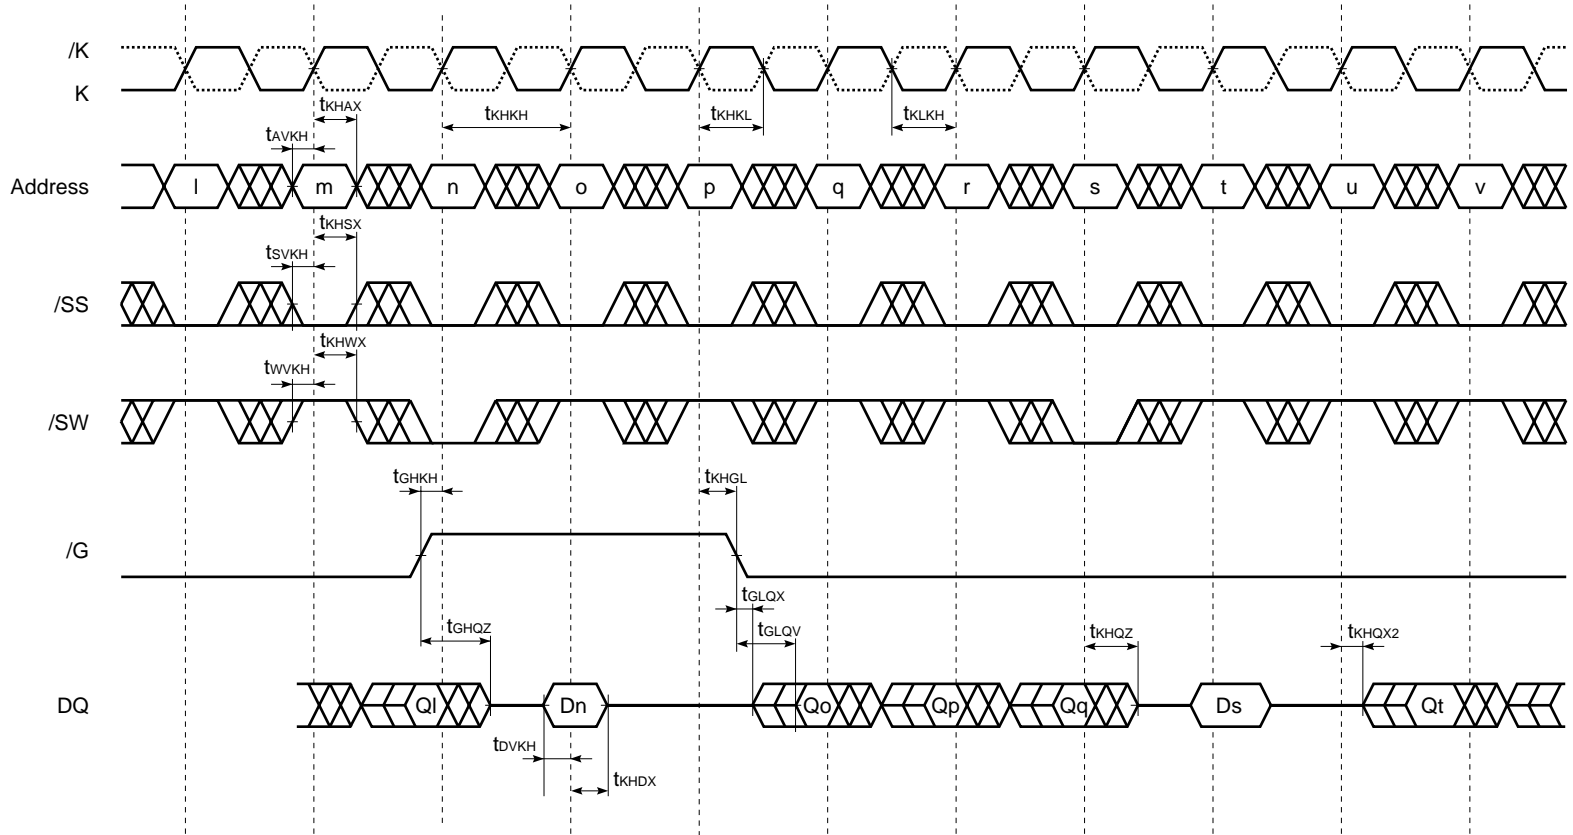 /K
K
tKHAX
tKHKH
tKHKL
tKLKH
tAVKH
Address
l
m
n
o
p
q
r
s
t
u
v
tKHSX
tSVKH
/SS
tKHWX
tWVKH
/SW
tGHKH
tKHGL
/G
tGLQX
tGHQZ
tGLQV
tKHQZ
tKHQX2
DQ
Ql
Dn
Qo
Qp
Qq
Ds
Qt
tDVKH
tKHDX